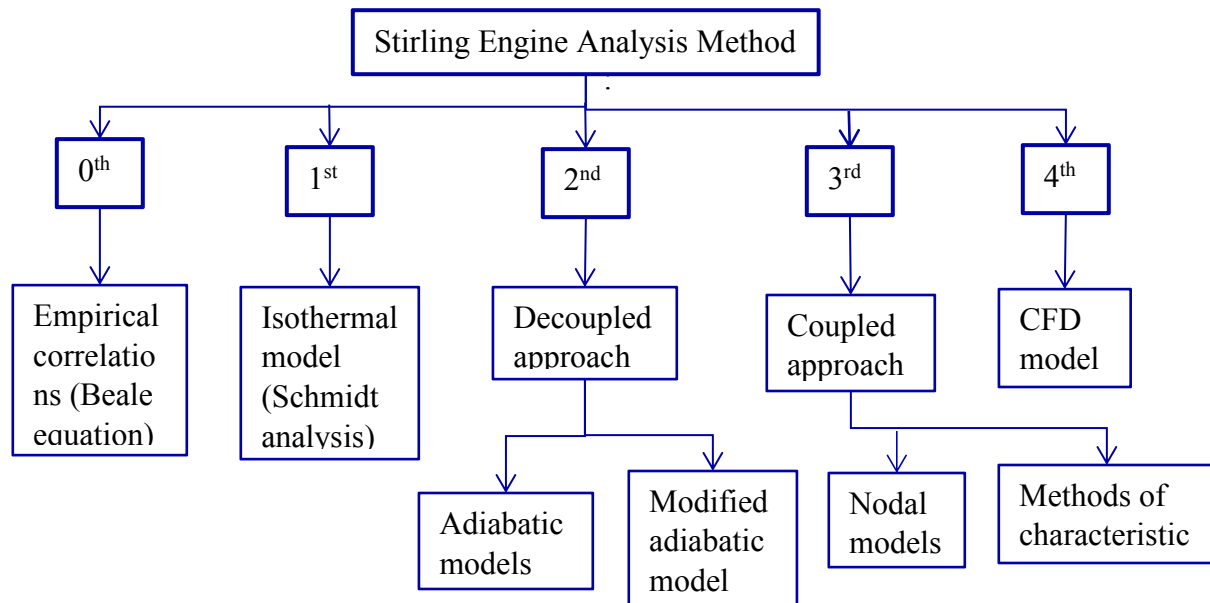 Stirling Engine Analysis Method
0th
1st
2nd
3rd
4th
Empirical
correlatio
ns (Beale
equation)
Isothermal
model
(Schmidt
analysis)
Decoupled
approach
Coupled
approach
CFD
model
Adiabatic
models
Modified
adiabatic
model
Nodal
models
Methods of
characteristic